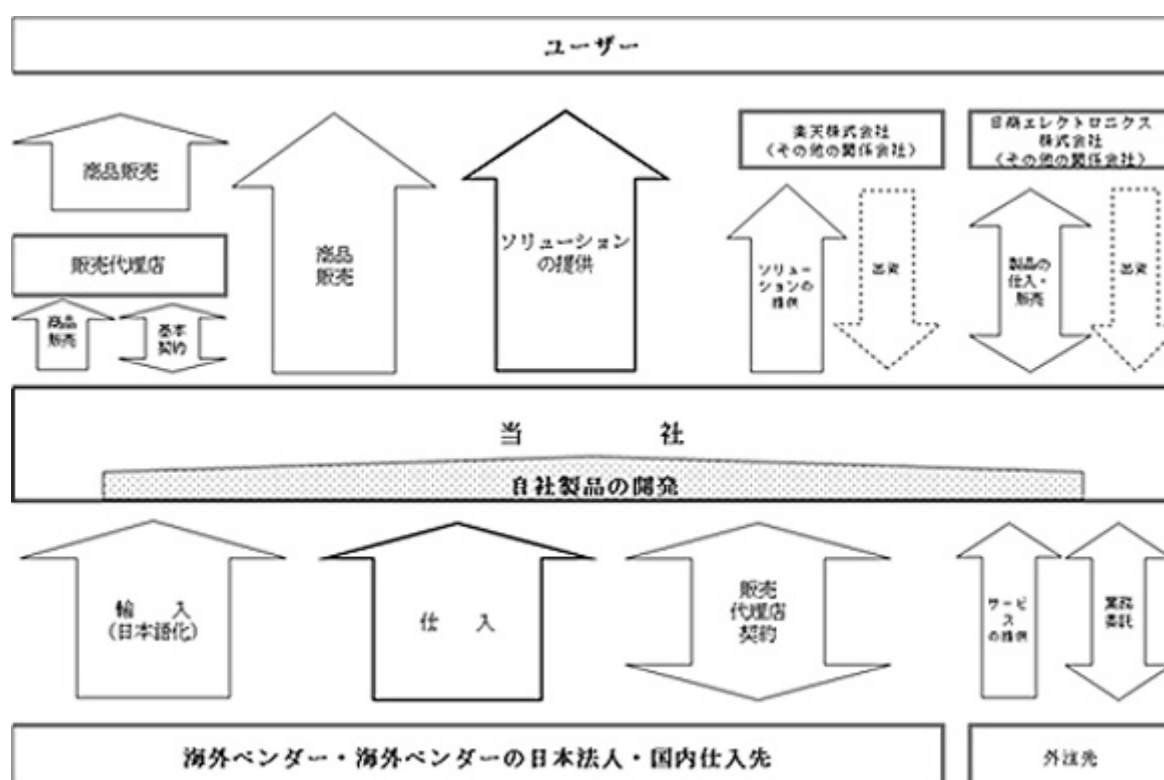 ユーザー
商品販売
販売代理店
商品
販売
基本
契約
商品
販売
ソリューション
の提供
楽天株式会社
(その他の関係会社)
ソリュー
ションの
提供
出資
日商エレクトロニクス
株式会社
(その他の関係会社)
製品の
仕入・
販売
出資
当 社
自社製品の開発
輸 入
(日本語化)
仕 入
販売
代理店
契約
サービ
ス
の提供
業務
委託
海外ベンダー・海外ベンダーの日本法人・国内仕入先
外注先